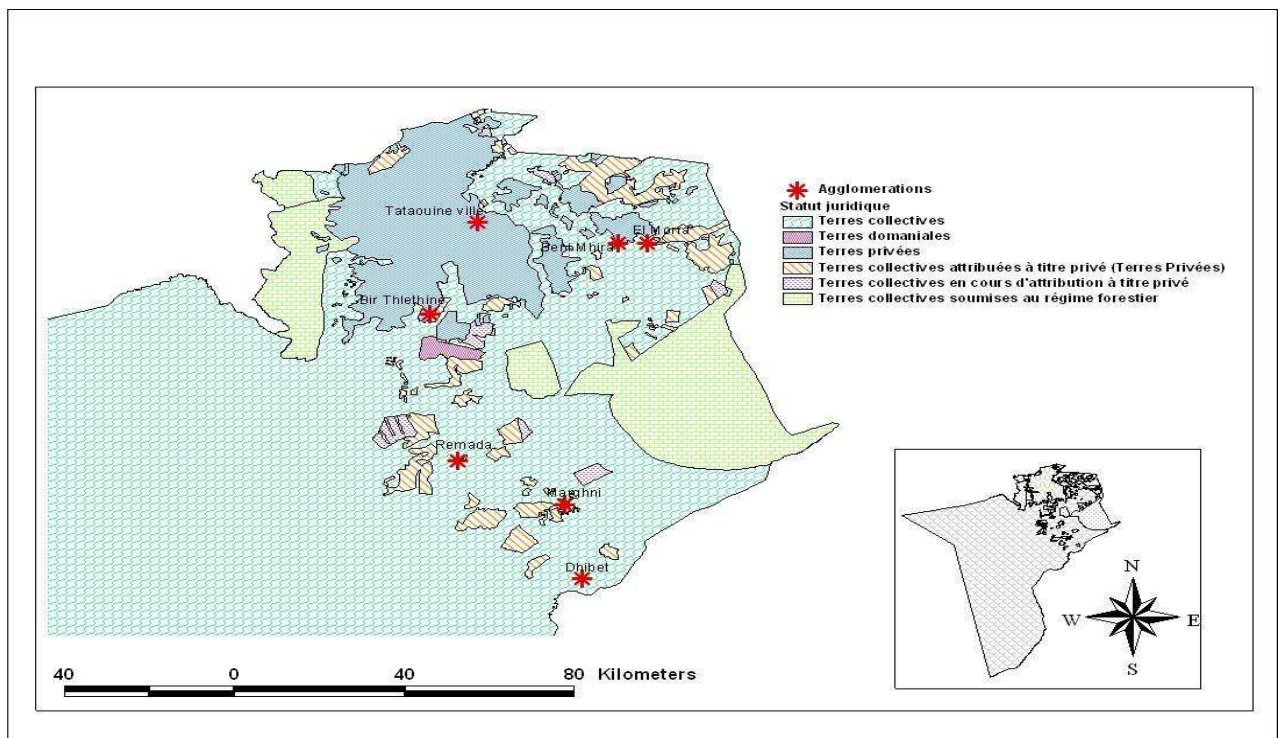 Agglomerations
Statut juridique
Terres collectives
Terres domaniales
Terres privées
Terres collectives attribuées à titre privé (Terres Privées)
Terres collectives en cours d'attribution à titre privé
Terres collectives soumises au régime forestier
Tataouine ville
El Morra
Beni Mhira
Bir Thlethine
Remada
Marghni
Dhibet
N
W E
S
40 0 40 80 Kilometers